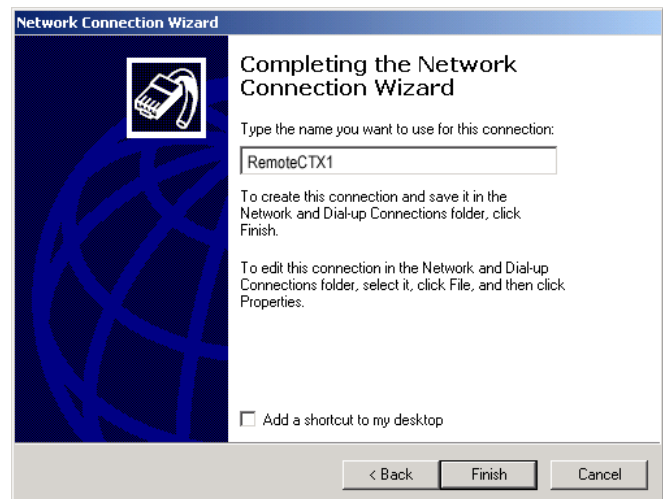 Network Connection Wizard
Completing the Network
Connection Wizard
Type the name you want to use for this connection:
RemoteCTX1
To create this connection and save it in the
Network and Dial-up Connections folder, click
Finish.
To edit this connection in the Network and Dial-up
Connections folder, select it, click File, and then click
Properties.
Add a shortcut to my desktop
< Back Finish Cancel